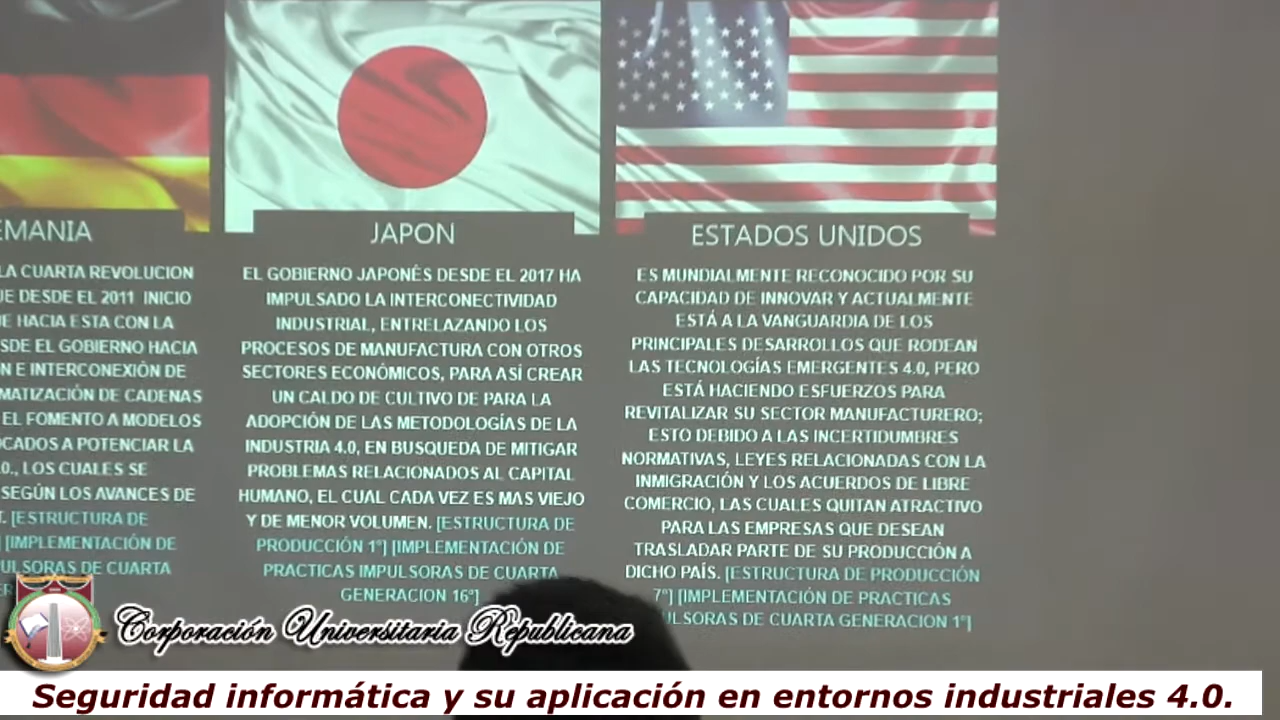 EMANIA
LA CUARTA REVOLUCION
UE DESDE EL 2011 INICIO
E HACIA ESTA CON LA
SDE EL GOBIERNO HACIA
N E INTERCONEXIÓN DE
MATIZACIÓN DE CADENAS
EL FOMENTO A MODELOS
OCADOS A POTENCIAR LA
.0., LOS CUALES SE
SEGÚN LOS AVANCES DE
T. [ESTRUCTURA DE
] [IMPLEMENTACIÓN DE
PULSORAS DE CUARTA
JAPON
EL GOBIERNO JAPONÉS DESDE EL 2017 HA
IMPULSADO LA INTERCONECTIVIDAD
INDUSTRIAL, ENTRELAZANDO LOS
PROCESOS DE MANUFACTURA CON OTROS
SECTORES ECONÓMICOS, PARA ASÍ CREAR
UN CALDO DE CULTIVO DE PARA LA
ADOPCIÓN DE LAS METODOLOGÍAS DE LA
INDUSTRIA 4.0, EN BUSQUEDA DE MITIGAR
PROBLEMAS RELACIONADOS AL CAPITAL
HUMANO, EL CUAL CADA VEZ ES MAS VIEJO
Y DE MENOR VOLUMEN. [ESTRUCTURA DE
PRODUCCIÓN 1°] [IMPLEMENTACIÓN DE
PRACTICAS IMPULSORAS DE CUARTA
GENERACION 16°]
ESTADOS UNIDOS
ES MUNDIALMENTE RECONOCIDO POR SU
CAPACIDAD DE INNOVAR Y ACTUALMENTE
ESTÁ A LA VANGUARDIA DE LOS
PRINCIPALES DESARROLLOS QUE RODEAN
LAS TECNOLOGÍAS EMERGENTES 4.0, PERO
ESTÁ HACIENDO ESFUERZOS PARA
REVITALIZAR SU SECTOR MANUFACTURERO;
ESTO DEBIDO A LAS INCERTIDUMBRES
NORMATIVAS, LEYES RELACIONADAS CON LA
INMIGRACIÓN Y LOS ACUERDOS DE LIBRE
COMERCIO, LAS CUALES QUITAN ATRACTIVO
PARA LAS EMPRESAS QUE DESEAN
TRASLADAR PARTE DE SU PRODUCCIÓN A
DICHO PAÍS. [ESTRUCTURA DE PRODUCCIÓN
7°] [IMPLEMENTACIÓN DE PRACTICAS
ULSORAS DE CUARTA GENERACION 1°]
Corporación Universitaria Republicana
Seguridad informática y su aplicación en entornos industriales 4.0.